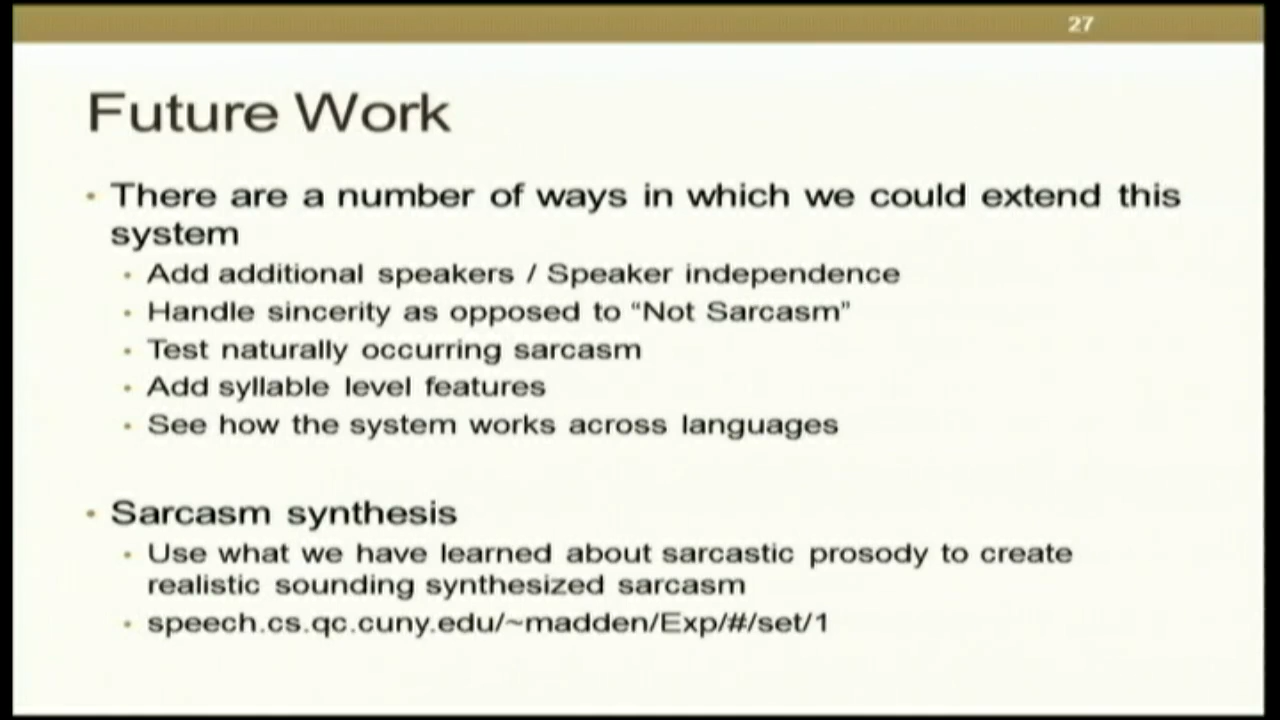 27
Future Work
• There are a number of ways in which we could extend this
system
• Add additional speakers / Speaker independence
• Handle sincerity as opposed to “Not Sarcasm”
• Test naturally occurring sarcasm
• Add syllable level features
• See how the system works across languages
• Sarcasm synthesis
• Use what we have learned about sarcastic prosody to create
realistic sounding synthesized sarcasm
• speech.cs.qc.cuny.edu/~madden/Exp/#/set/1